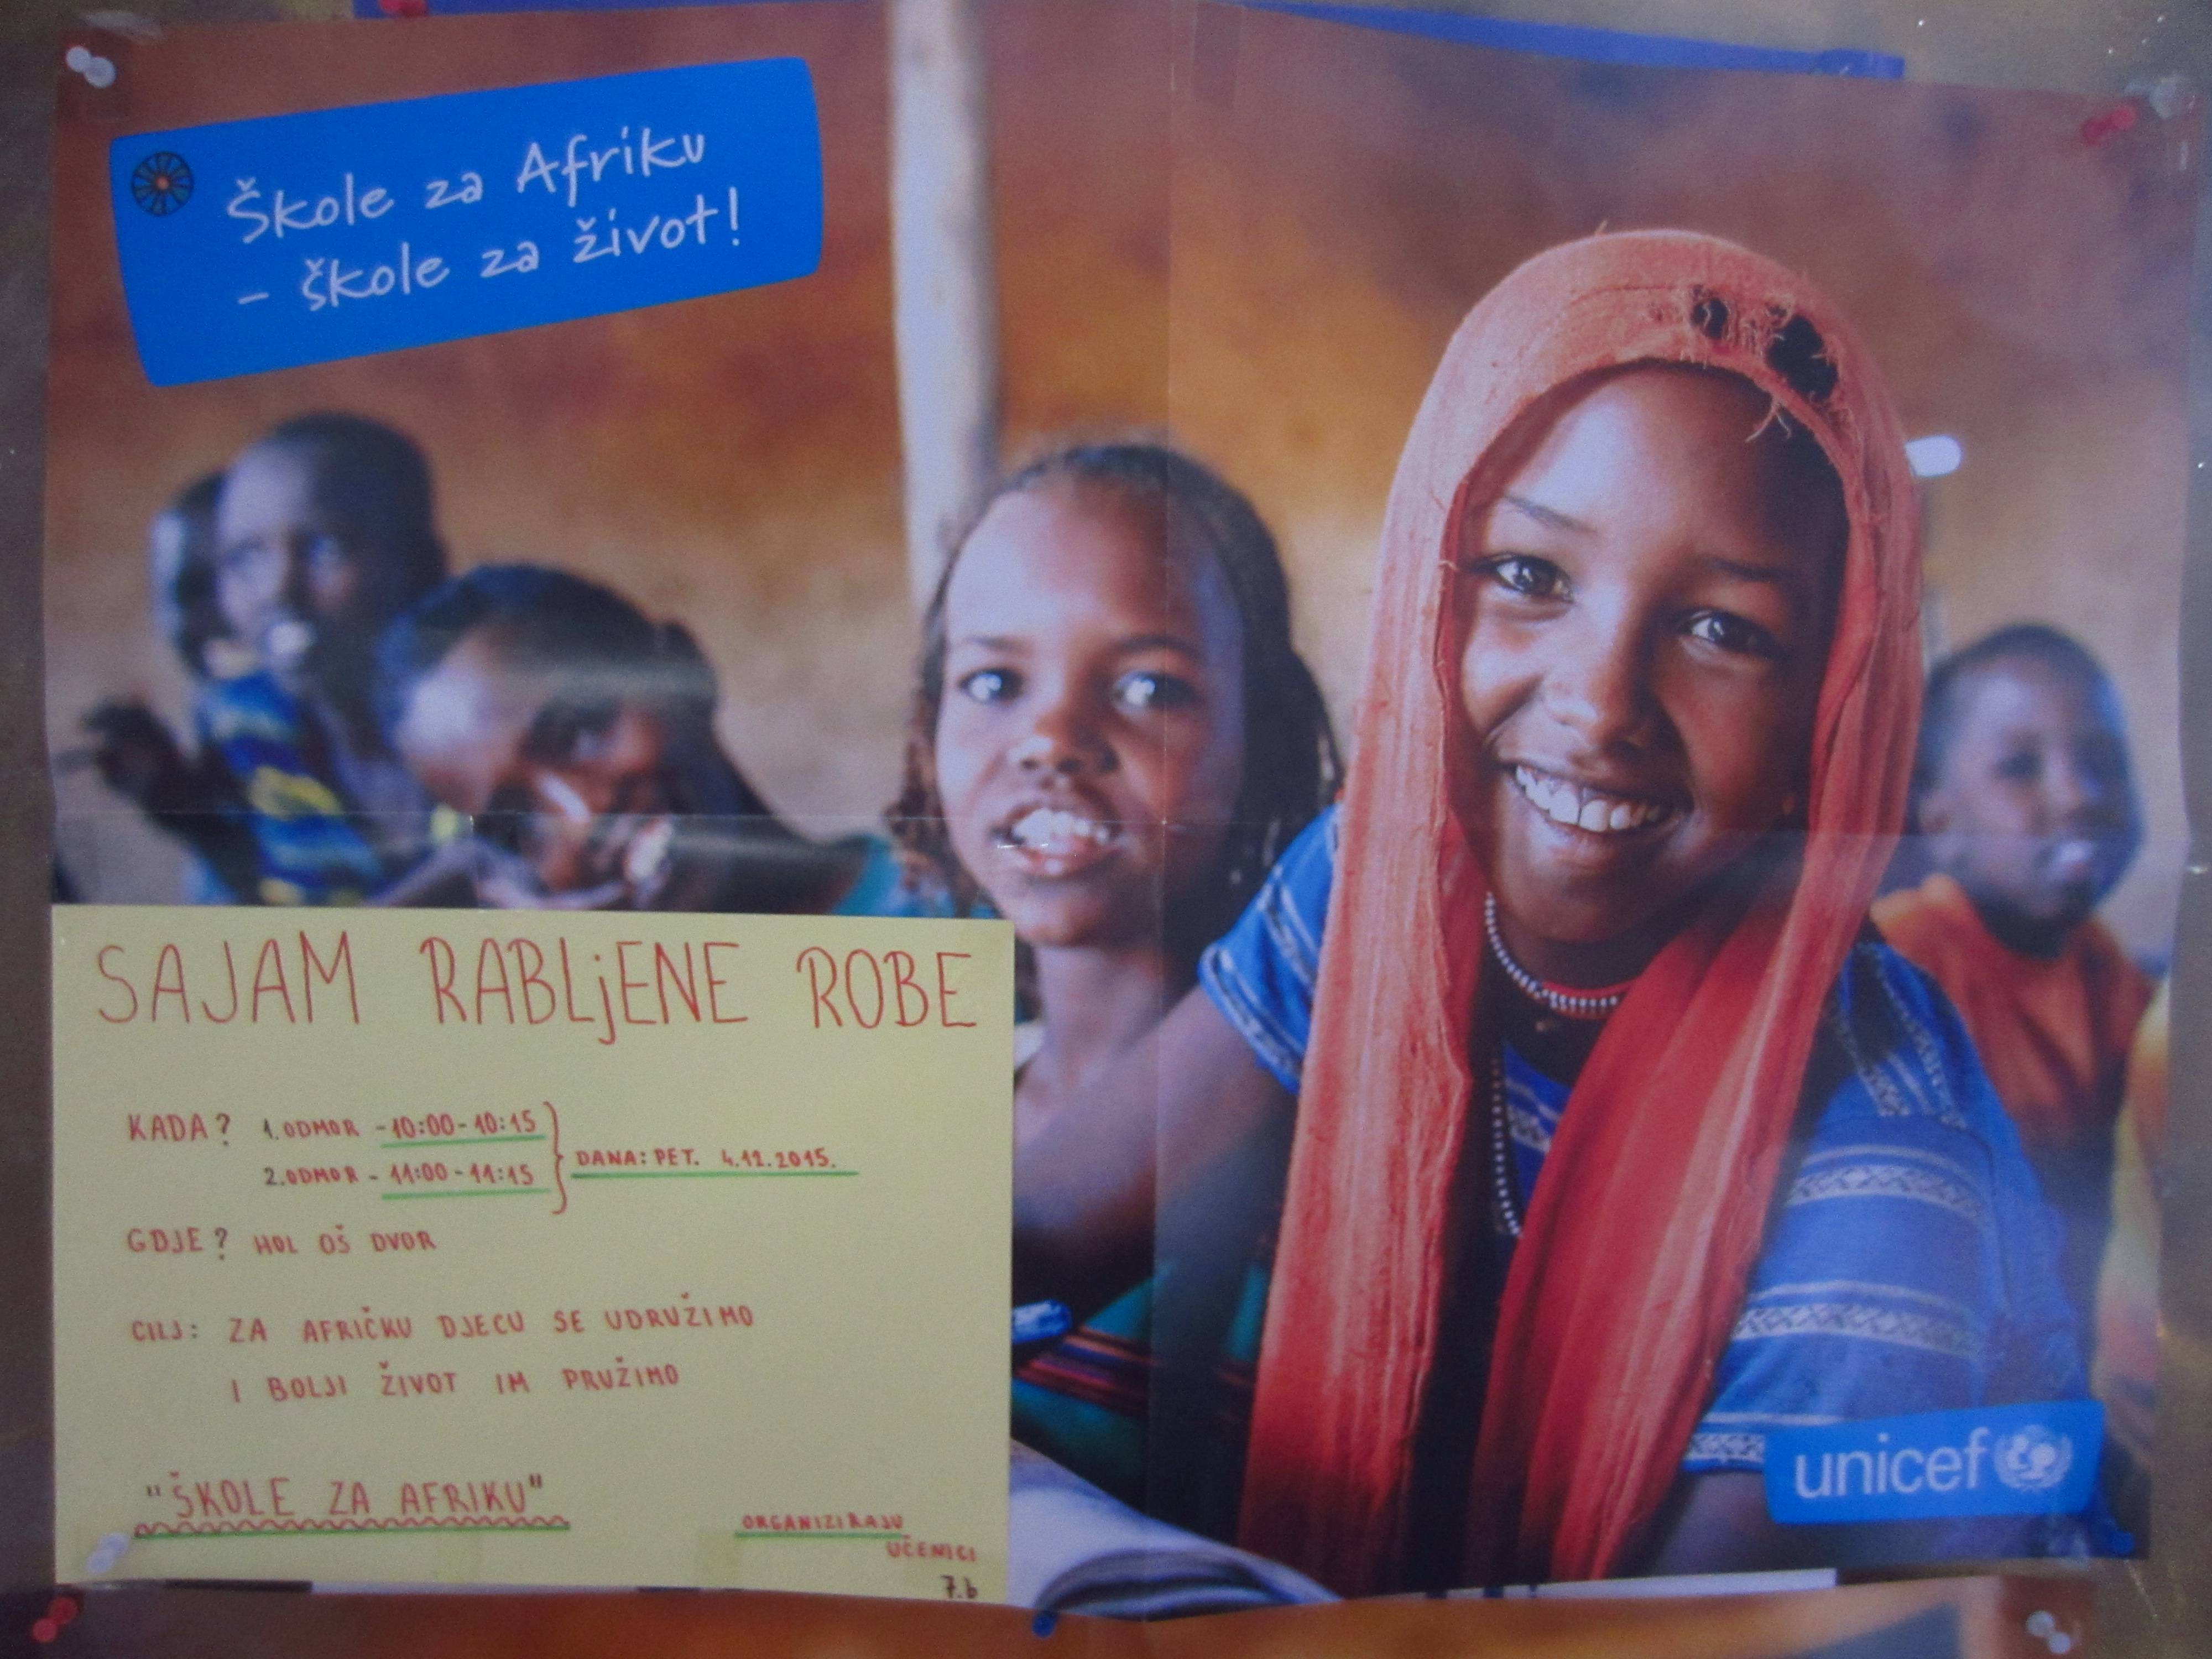 Škole za Afriku
- škole za život!
SAJAM RABLjENE ROBE
KADA? 1. ODMOR - 10:00 - 10:15
2. ODMOR - 11:00 - 11:15
DANA: PET. 4.12.2015.
GDJE? HOL OŠ DVOR
CILJ: ZA AFRIČKU DJECU SE UDRUŽIMO
I BOLJI ŽIVOT IM PRUŽIMO
"ŠKOLE ZA AFRIKU"
ORGANIZIRAJU
UČENICI
7.b
unicef